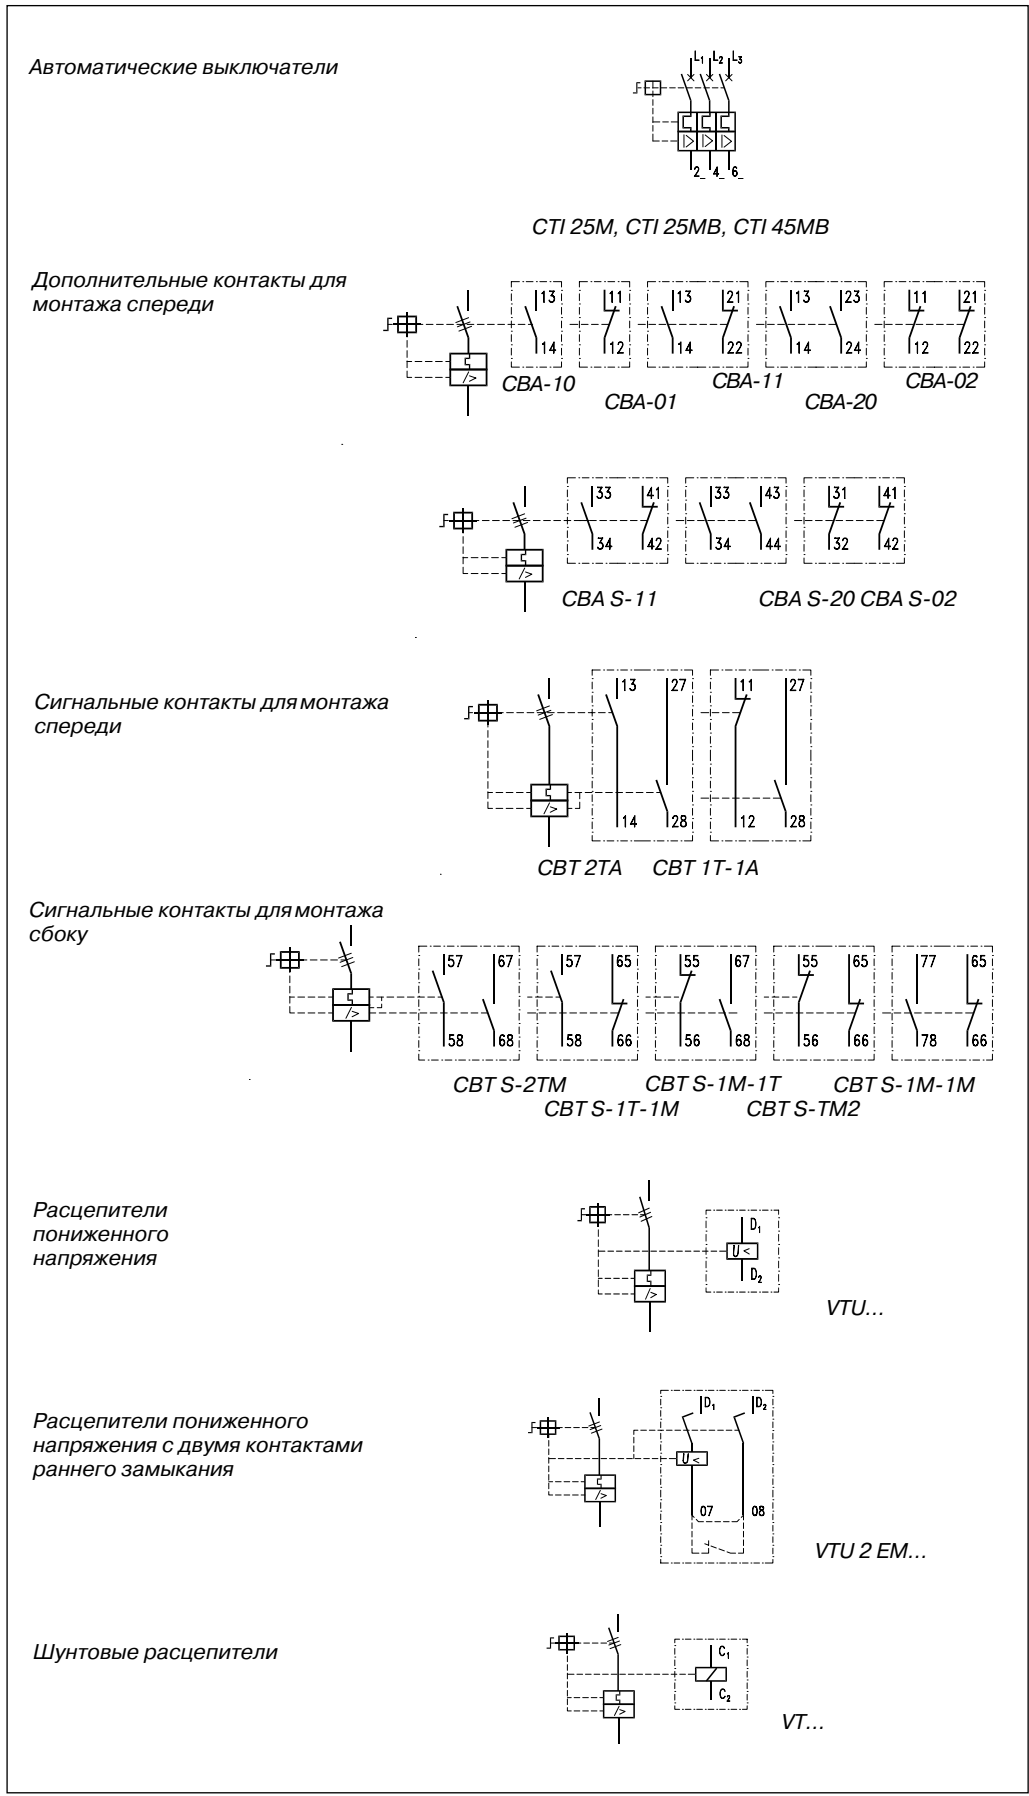 Автоматические выключатели
L1 L2 L3
2_ 4_ 6_
CTI 25M, CTI 25MB, CTI 45MB
Дополнительные контакты для
монтажа спереди
13 11 13 21 13 23 11 21
14 12 14 22 14 24 12 22
CBA-10 CBA-01 CBA-11 CBA-20 CBA-02
33 41 33 43 31 41
34 42 34 44 32 42
CBA S-11 CBA S-20 CBA S-02
Сигнальные контакты для монтажа
спереди
13 27 11 27
14 28 12 28
CBT 2TA CBT 1T-1A
Сигнальные контакты для монтажа
сбоку
57 67 57 65 55 67 55 65 77 65
58 68 58 66 56 68 56 66 78 66
CBT S-2TM CBT S-1M-1T CBT S-1M-1M
CBT S-1T-1M CBT S-TM2
Расцепители
пониженного
напряжения
D1
U <
D2
VTU...
Расцепители пониженного
напряжения с двумя контактами
раннего замыкания
D1 D2
U <
07 08
VTU 2 EM...
Шунтовые расцепители
C1
C2
VT...